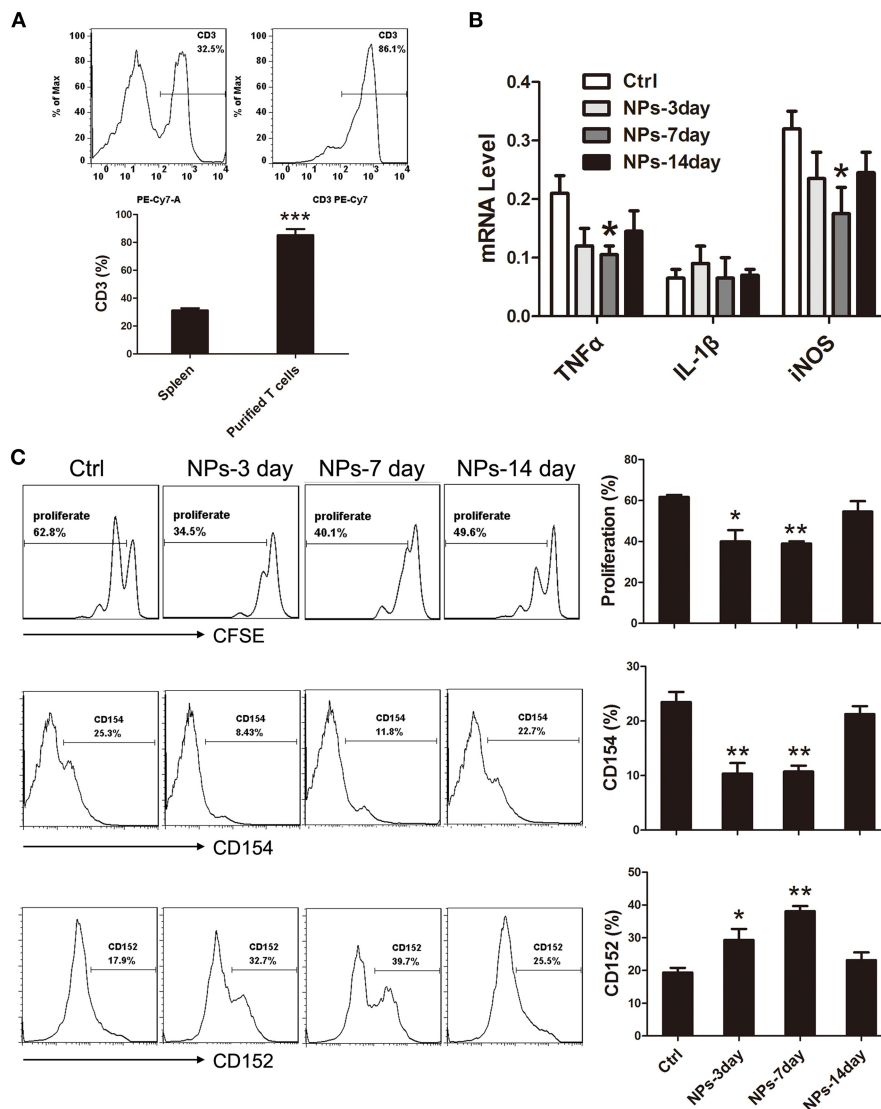 A
CD3
32.5%
% of Max
100
80
60
40
20
0
10^0 10^1 10^2 10^3 10^4
PE-Cy7-A
CD3
86.1%
% of Max
100
80
60
40
20
0
10^0 10^1 10^2 10^3 10^4
CD3 PE-Cy7
CD3 (%)
100
80
60
40
20
0
***
Spleen
Purified T cells
B
mRNA Level
0.4
0.3
0.2
0.1
0.0
Ctrl
NPs-3day
NPs-7day
NPs-14day
*
*
TNFα
IL-1β
iNOS
C
Ctrl
NPs-3 day
NPs-7 day
NPs-14 day
proliferate
62.8%
proliferate
34.5%
proliferate
40.1%
proliferate
49.6%
CFSE
Proliferation (%)
80
60
40
20
0
*
**
CD154
25.3%
CD154
8.43%
CD154
11.8%
CD154
22.7%
CD154
CD154 (%)
30
20
10
0
**
**
CD152
17.9%
CD152
32.7%
CD152
39.7%
CD152
25.5%
CD152
CD152 (%)
50
40
30
20
10
0
*
**
Ctrl
NPs-3day
NPs-7day
NPs-14day